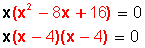 x(x² − 8x + 16) = 0
x(x − 4)(x − 4) = 0